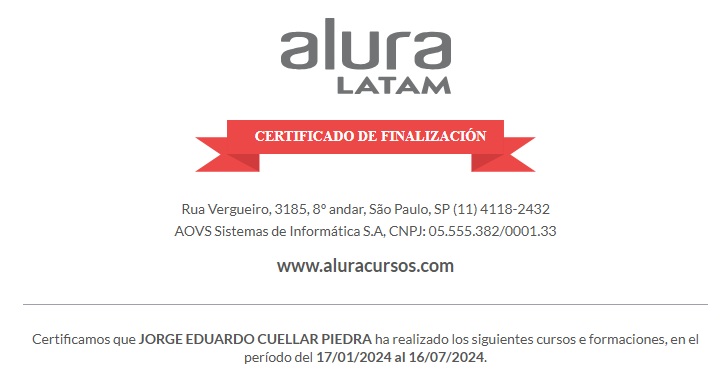 alura
LATAM
CERTIFICADO DE FINALIZACIÓN
Rua Vergueiro, 3185, 8º andar, São Paulo, SP (11) 4118-2432
AOVS Sistemas de Informática S.A, CNPJ: 05.555.382/0001.33
www.aluracursos.com
Certificamos que JORGE EDUARDO CUELLAR PIEDRA ha realizado los siguientes cursos e formaciones, en el
período del 17/01/2024 al 16/07/2024.